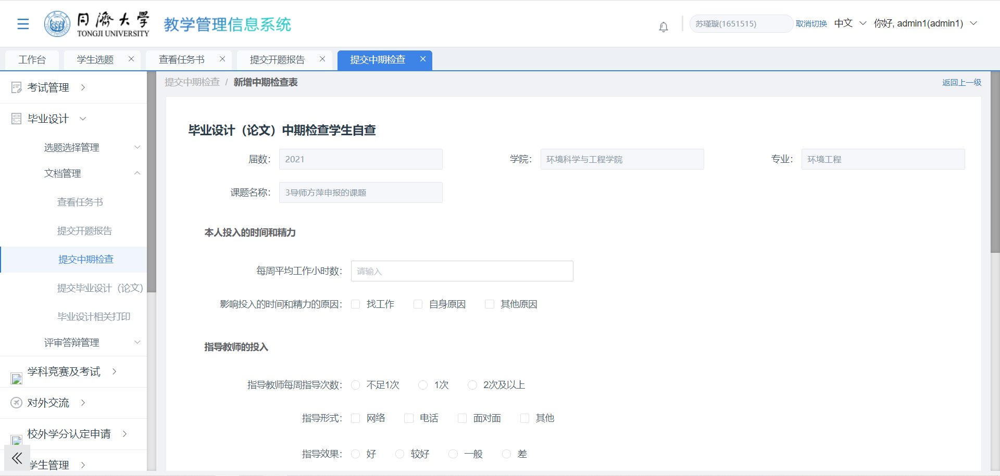 同济大学
TONGJI UNIVERSITY
教学管理信息系统
苏瑾璇(1651515)
取消切换
中文
你好, admin1(admin1)
工作台
学生选题
查看任务书
提交开题报告
提交中期检查
考试管理
毕业设计
选题选择管理
文档管理
查看任务书
提交开题报告
提交中期检查
提交毕业设计（论文）
毕业设计相关打印
评审答辩管理
学科竞赛及考试
对外交流
校外学分认定申请
学生管理
提交中期检查 / 新增中期检查表
返回上一级
毕业设计（论文）中期检查学生自查
届数： 2021
学院： 环境科学与工程学院
专业： 环境工程
课题名称： 3导师方萍申报的课题
本人投入的时间和精力
每周平均工作小时数： 请输入
影响投入的时间和精力的原因： 找工作 自身原因 其他原因
指导教师的投入
指导教师每周指导次数： 不足1次 1次 2次及以上
指导形式： 网络 电话 面对面 其他
指导效果： 好 较好 一般 差